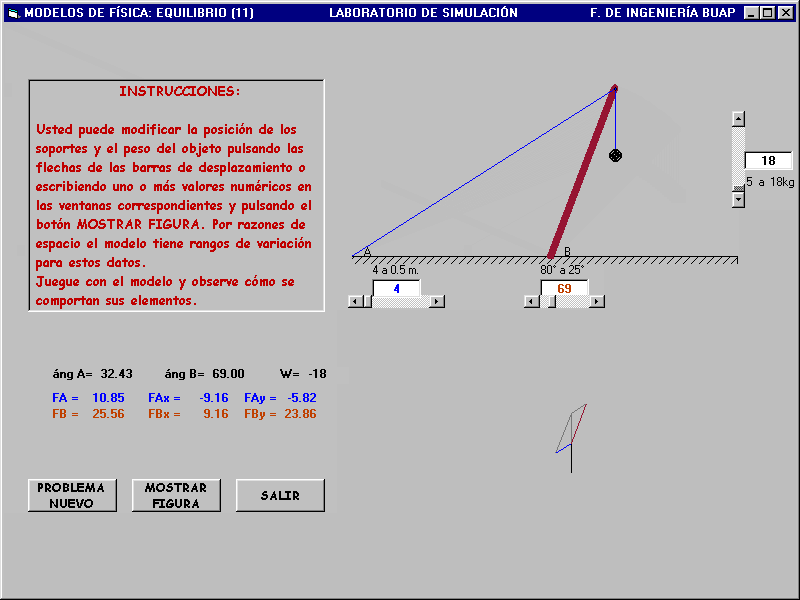 MODELOS DE FÍSICA: EQUILIBRIO (11) LABORATORIO DE SIMULACIÓN F. DE INGENIERÍA BUAP
INSTRUCCIONES:
Usted puede modificar la posición de los
soportes y el peso del objeto pulsando las
flechas de las barras de desplazamiento o
escribiendo uno o más valores numéricos en
las ventanas correspondientes y pulsando el
botón MOSTRAR FIGURA. Por razones de
espacio el modelo tiene rangos de variación
para estos datos.
Juegue con el modelo y observe cómo se
comportan sus elementos.
18
5 a 18kg
A B
4 a 0.5 m. 80° a 25°
4 69
áng A= 32.43 áng B= 69.00 W= -18
FA = 10.85 FAx = -9.16 FAy = -5.82
FB = 25.56 FBx = 9.16 FBy = 23.86
PROBLEMA
NUEVO
MOSTRAR
FIGURA
SALIR